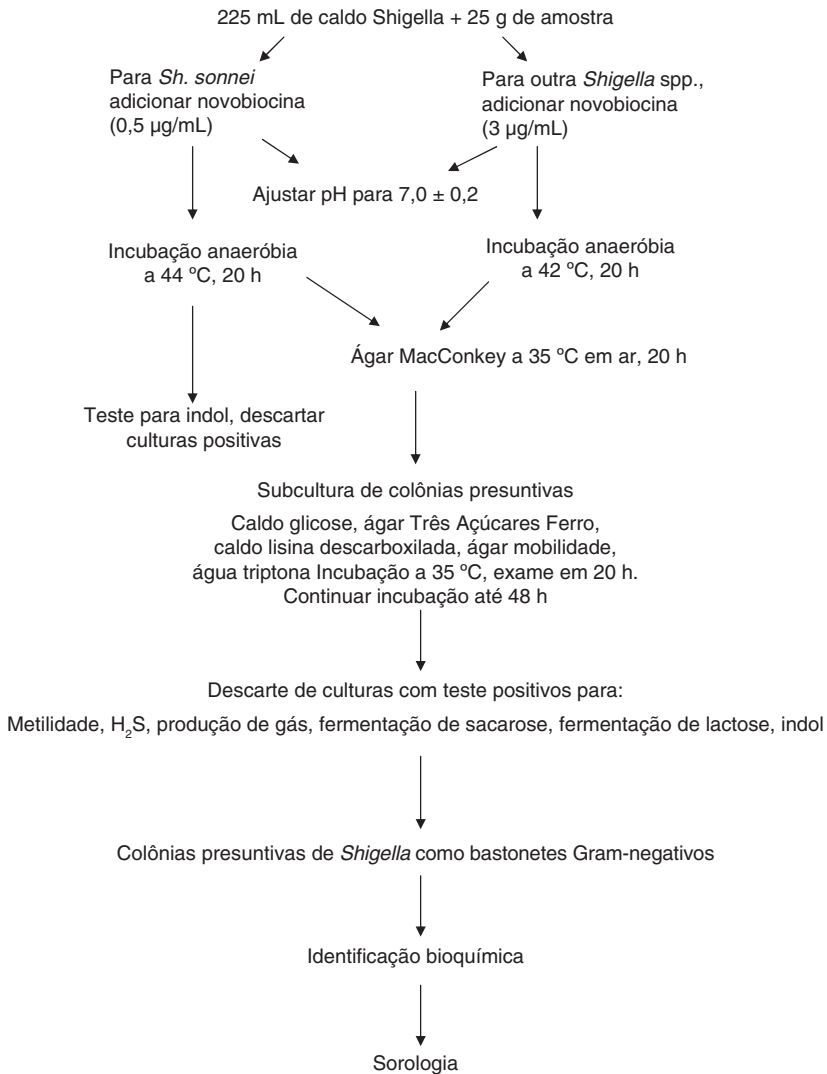 225 mL de caldo Shigella + 25 g de amostra
Para Sh. sonnei
adicionar novobiocina
(0,5 µg/mL)
Para outra Shigella spp.,
adicionar novobiocina
(3 µg/mL)
Ajustar pH para 7,0 ± 0,2
Incubação anaeróbia
a 44 ºC, 20 h
Incubação anaeróbia
a 42 ºC, 20 h
Ágar MacConkey a 35 ºC em ar, 20 h
Teste para indol, descartar
culturas positivas
Subcultura de colônias presuntivas
Caldo glicose, ágar Três Açúcares Ferro,
caldo lisina descarboxilada, ágar mobilidade,
água triptona Incubação a 35 ºC, exame em 20 h.
Continuar incubação até 48 h
Descarte de culturas com teste positivos para:
Metilidade, H₂S, produção de gás, fermentação de sacarose, fermentação de lactose, indol
Colônias presuntivas de Shigella como bastonetes Gram-negativos
Identificação bioquímica
Sorologia